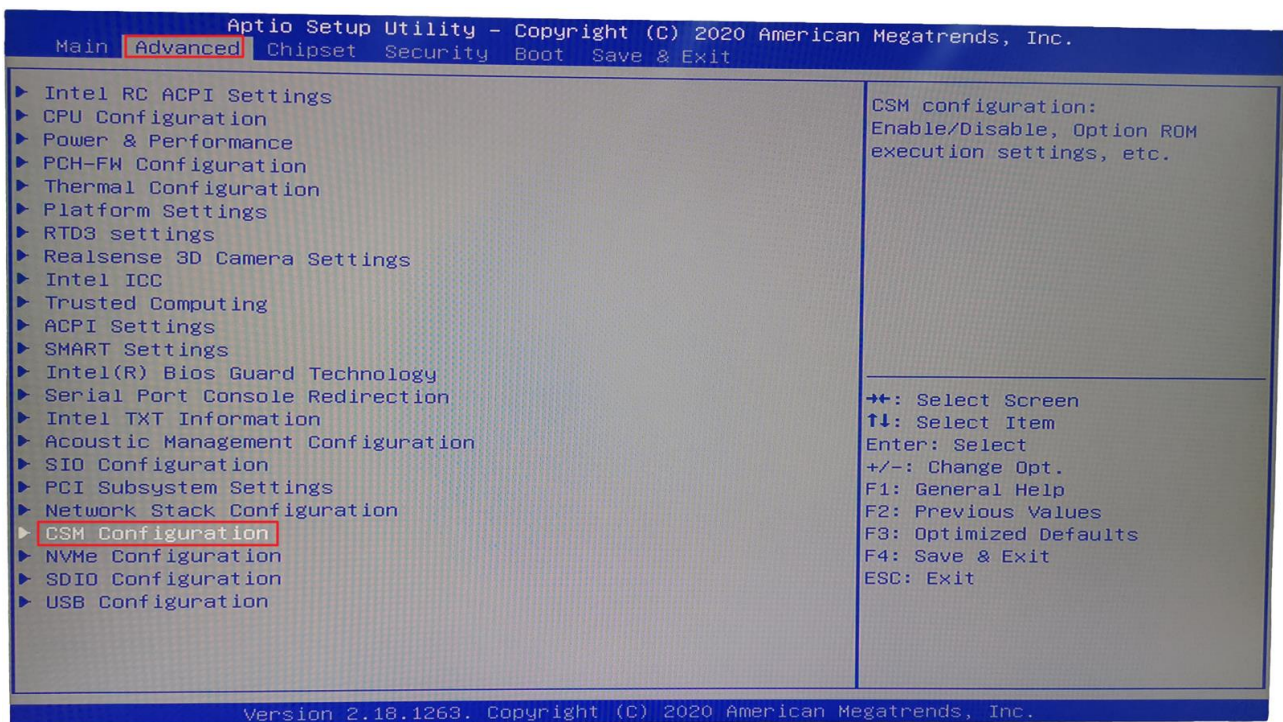 Aptio Setup Utility – Copyright (C) 2020 American Megatrends, Inc.
Main Advanced Chipset Security Boot Save & Exit
Intel RC ACPI Settings
CPU Configuration
Power & Performance
PCH-FW Configuration
Thermal Configuration
Platform Settings
RTD3 settings
Realsense 3D Camera Settings
Intel ICC
Trusted Computing
ACPI Settings
SMART Settings
Intel(R) Bios Guard Technology
Serial Port Console Redirection
Intel TXT Information
Acoustic Management Configuration
SIO Configuration
PCI Subsystem Settings
Network Stack Configuration
CSM Configuration
NVMe Configuration
SDIO Configuration
USB Configuration
CSM configuration:
Enable/Disable, Option ROM
execution settings, etc.
→←: Select Screen
↑↓: Select Item
Enter: Select
+/-: Change Opt.
F1: General Help
F2: Previous Values
F3: Optimized Defaults
F4: Save & Exit
ESC: Exit
Version 2.18.1263. Copyright (C) 2020 American Megatrends, Inc.